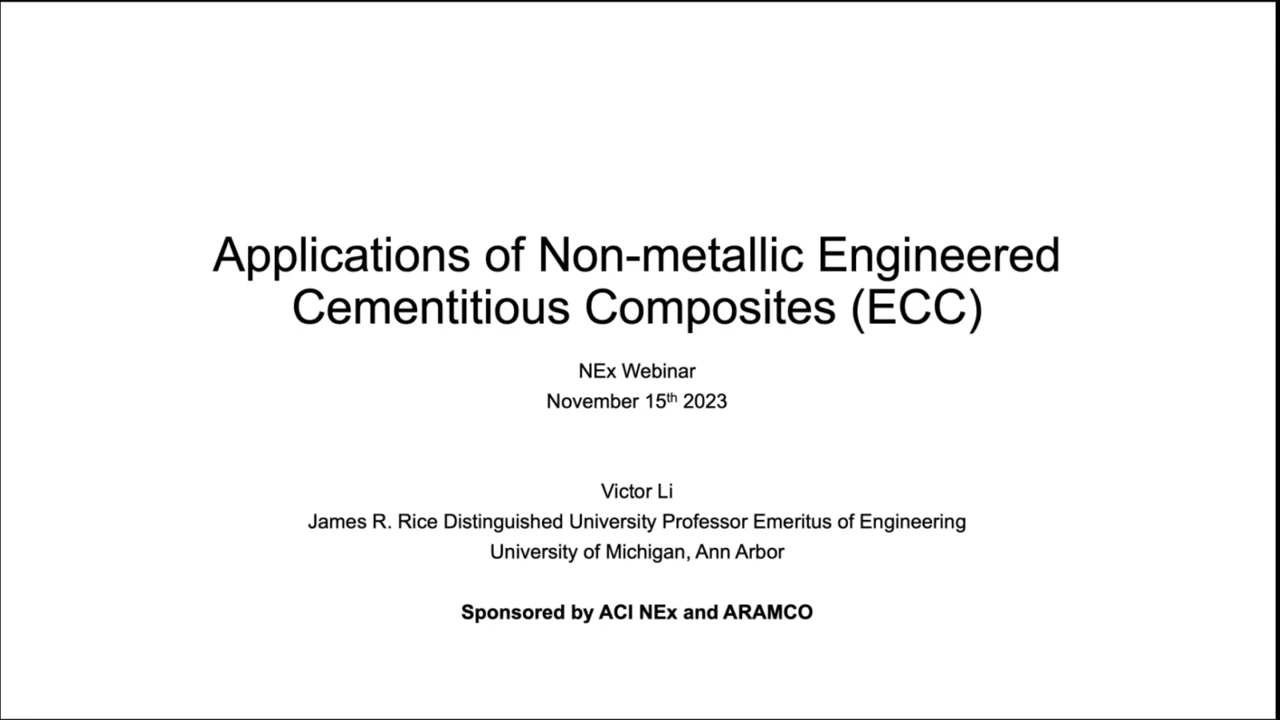 Applications of Non-metallic Engineered
Cementitious Composites (ECC)
NEx Webinar
November 15th 2023
Victor Li
James R. Rice Distinguished University Professor Emeritus of Engineering
University of Michigan, Ann Arbor
Sponsored by ACI NEx and ARAMCO